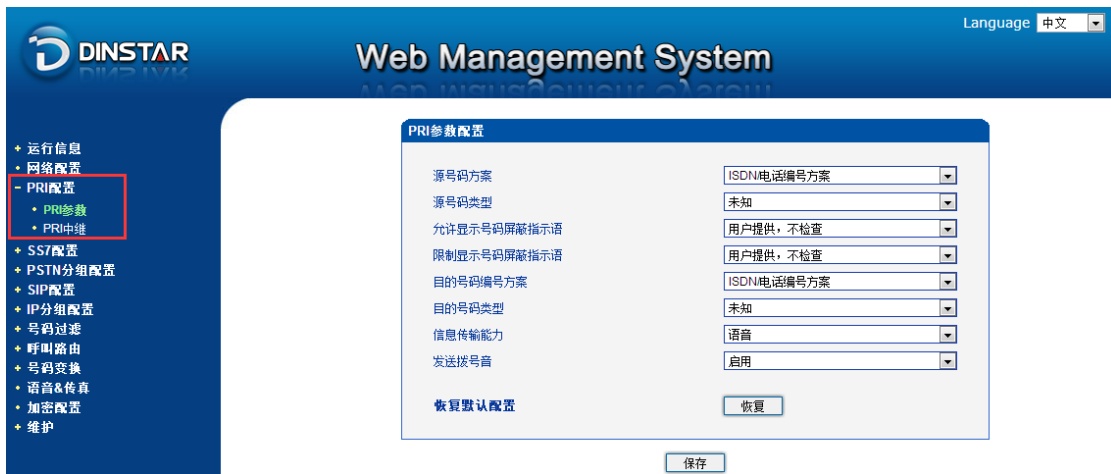 Language 中文
DINSTAR
Web Management System
+ 运行信息
• 网络配置
- PRI配置
• PRI参数
• PRI中继
+ SS7配置
+ PSTN分组配置
+ SIP配置
+ IP分组配置
+ 号码过滤
+ 呼叫路由
+ 号码变换
• 语音&传真
• 加密配置
+ 维护
PRI参数配置
源号码方案 ISDN/电话编号方案
源号码类型 未知
允许显示号码屏蔽指示语 用户提供，不检查
限制显示号码屏蔽指示语 用户提供，不检查
目的号码编号方案 ISDN/电话编号方案
目的号码类型 未知
信息传输能力 语音
发送拨号音 启用
恢复默认配置 恢复
保存